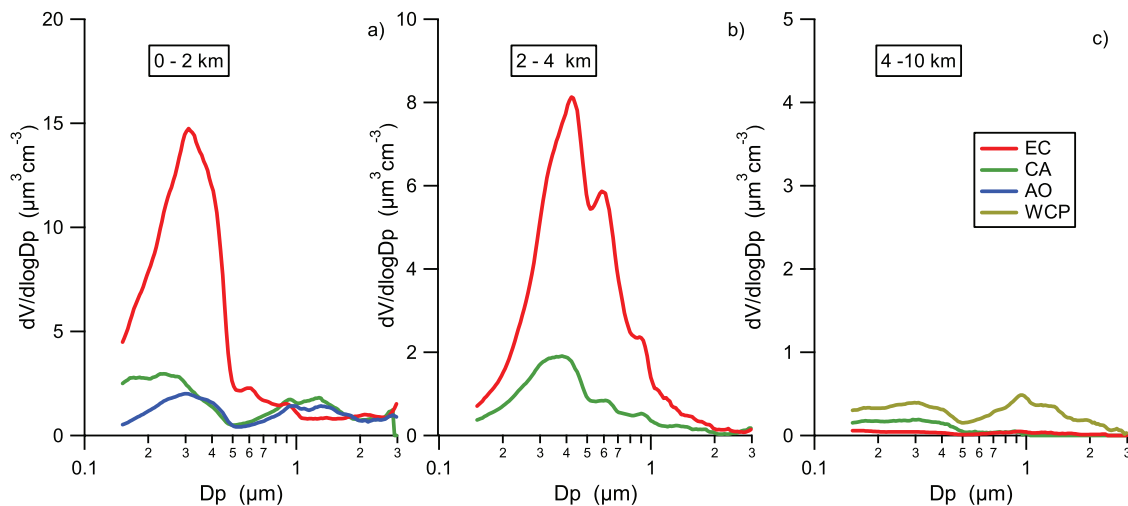 a)
0 - 2 km
20
15
10
5
0
dV/dlogDp (µm³cm⁻³)
0.1 2 3 4 5 6 7 1 2 3
Dp (µm)
b)
2 - 4 km
10
8
6
4
2
0
dV/dlogDp (µm³cm⁻³)
0.1 2 3 4 5 6 7 1 2 3
Dp (µm)
c)
4 -10 km
5
4
3
2
1
0
dV/dlogDp (µm³cm⁻³)
EC
CA
AO
WCP
0.1 2 3 4 5 6 7 1 2 3
Dp (µm)